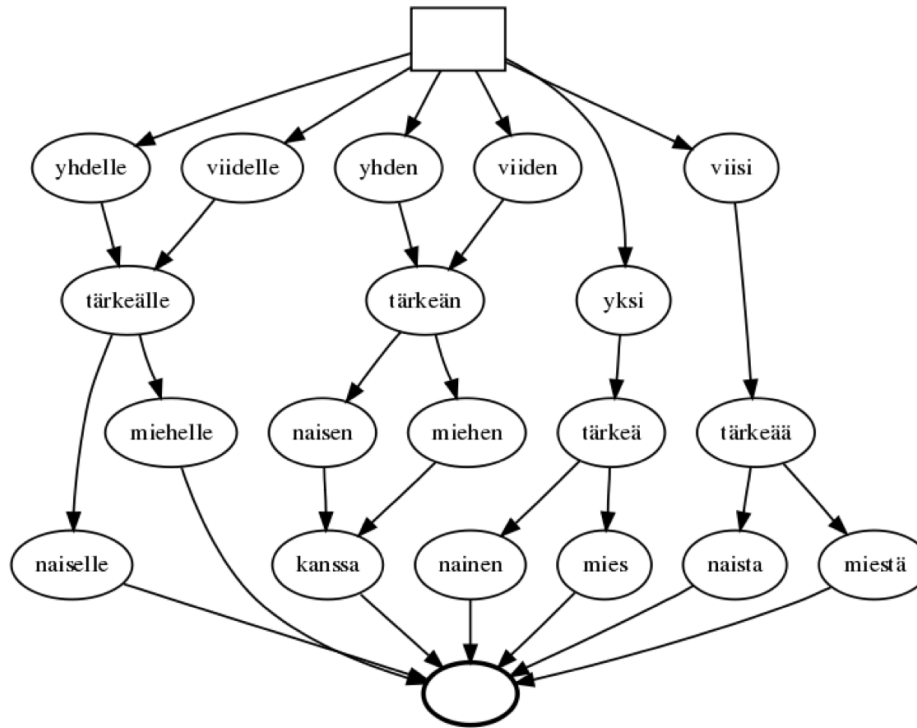 yhdelle viidelle yhden viiden viisi
tärkeälle tärkeän yksi
miehelle naisen miehen tärkeä tärkeää
naiselle kanssa nainen mies naista miestä